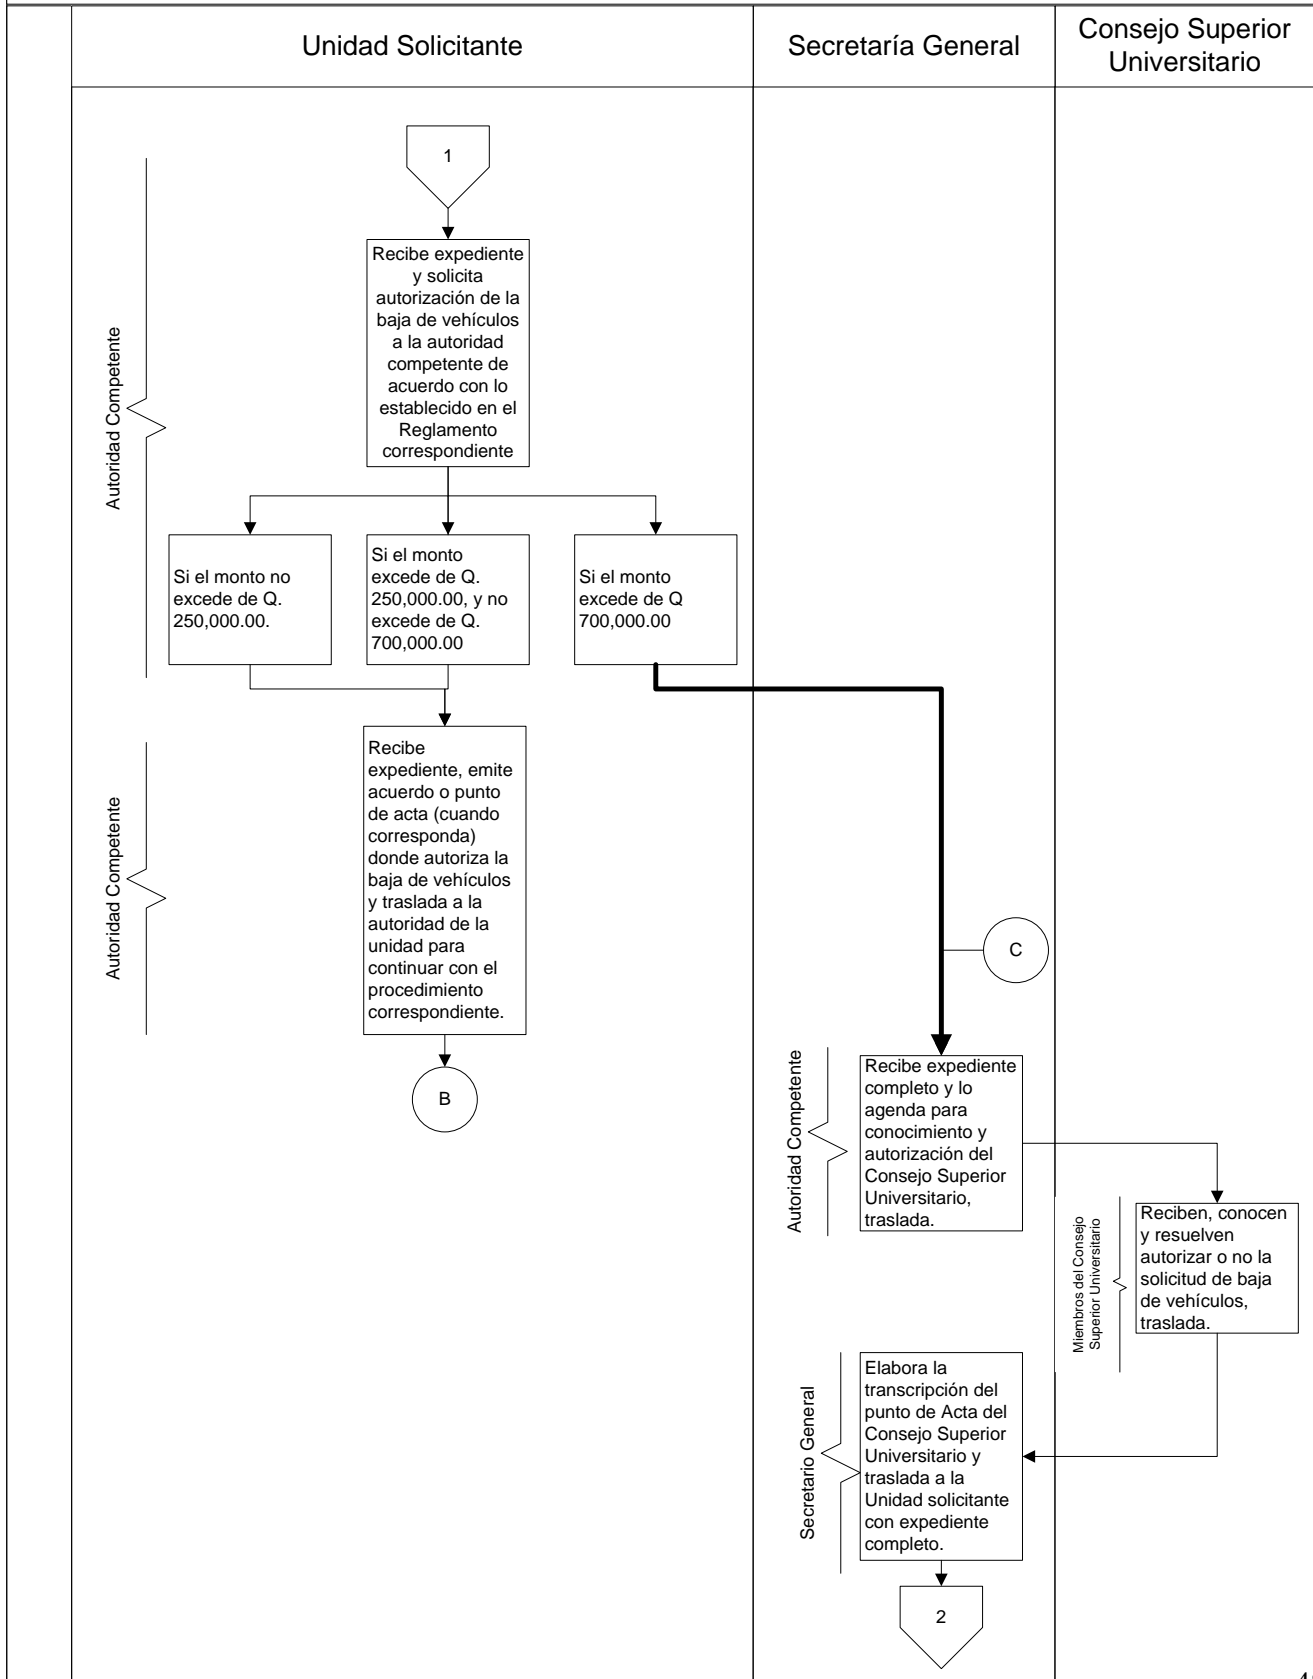 Unidad Solicitante
Secretaría General
Consejo Superior
Universitario
1
Autoridad Competente
Recibe expediente
y solicita
autorización de la
baja de vehículos
a la autoridad
competente de
acuerdo con lo
establecido en el
Reglamento
correspondiente
Si el monto no
excede de Q.
250,000.00.
Si el monto
excede de Q.
250,000.00, y no
excede de Q.
700,000.00
Si el monto
excede de Q
700,000.00
Autoridad Competente
Recibe
expediente, emite
acuerdo o punto
de acta (cuando
corresponda)
donde autoriza la
baja de vehículos
y traslada a la
autoridad de la
unidad para
continuar con el
procedimiento
correspondiente.
B
C
Autoridad Competente
Recibe expediente
completo y lo
agenda para
conocimiento y
autorización del
Consejo Superior
Universitario,
traslada.
Miembros del Consejo
Superior Universitario
Reciben, conocen
y resuelven
autorizar o no la
solicitud de baja
de vehículos,
traslada.
Secretario General
Elabora la
transcripción del
punto de Acta del
Consejo Superior
Universitario y
traslada a la
Unidad solicitante
con expediente
completo.
2